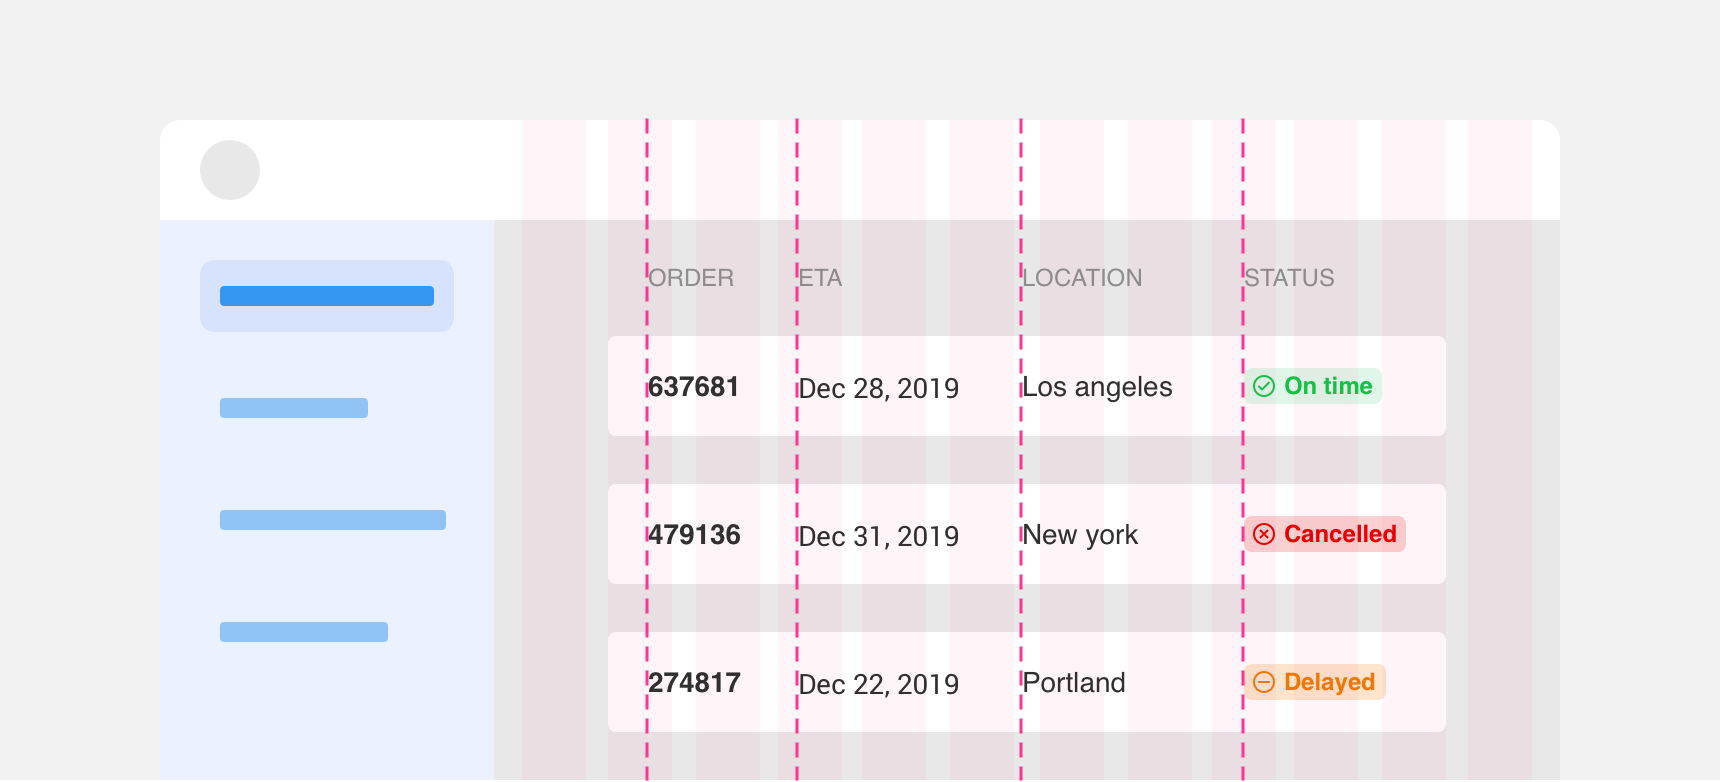 ORDER ETA LOCATION STATUS
637681 Dec 28, 2019 Los angeles On time
479136 Dec 31, 2019 New york Cancelled
274817 Dec 22, 2019 Portland Delayed